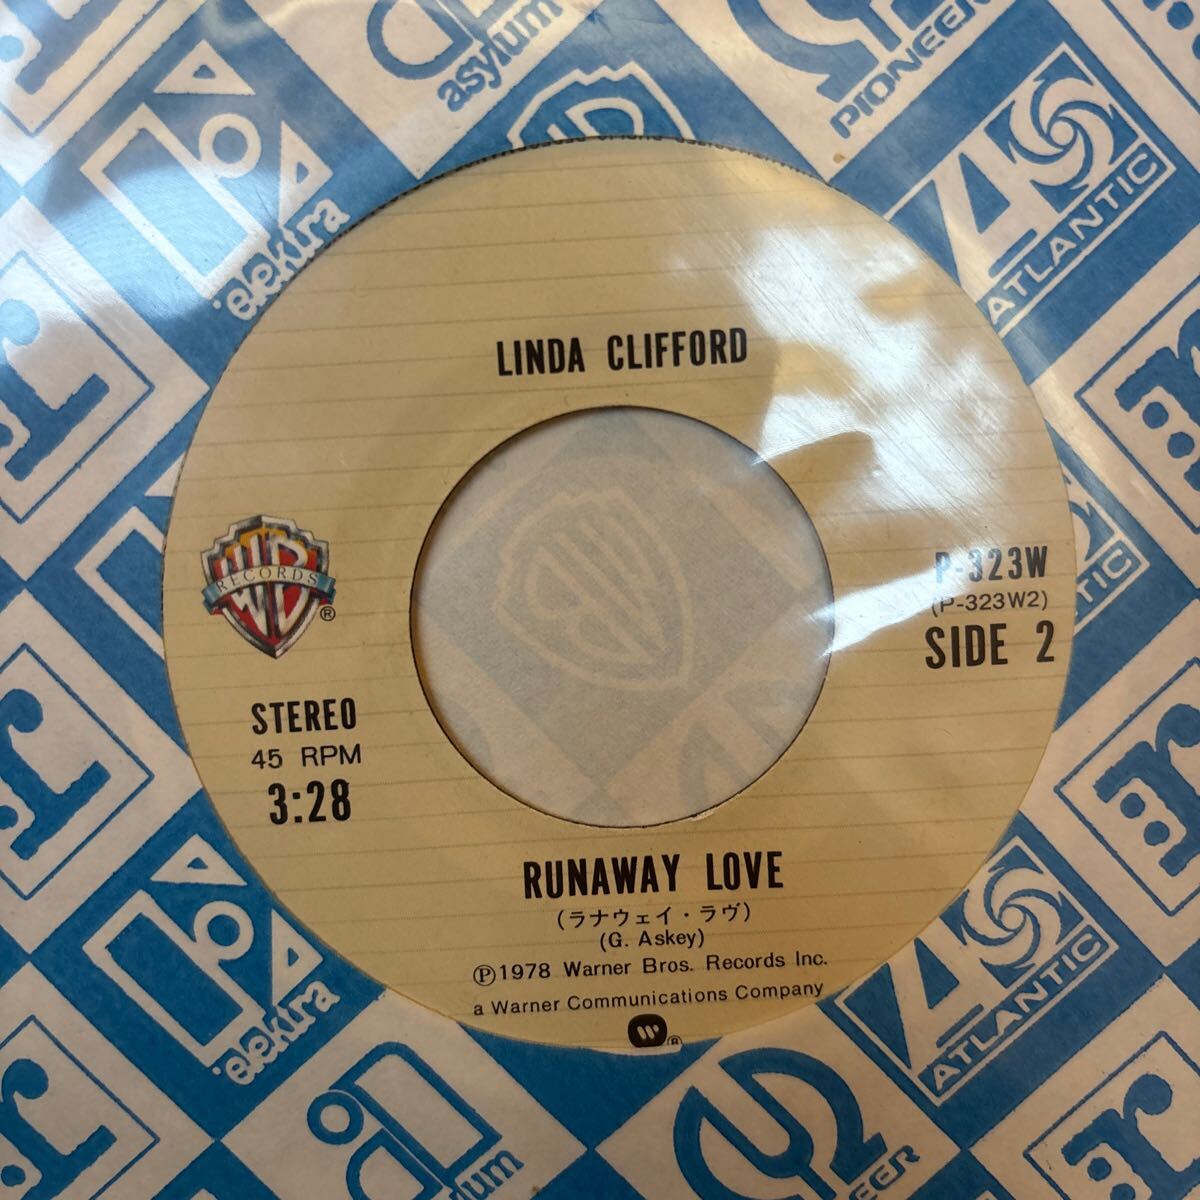 asylum
PIONEER
elektra
ATLANTIC
LINDA CLIFFORD
WB
RECORDS
®
P-323W
(P-323W2)
SIDE 2
ATLANTIC
STEREO
45 RPM
3:28
RUNAWAY LOVE
(ラナウェイ・ラヴ)
(G. Askey)
Ⓟ1978 Warner Bros. Records Inc.
a Warner Communications Company
®
elektra
ATLANTIC
asylum
PIONEER